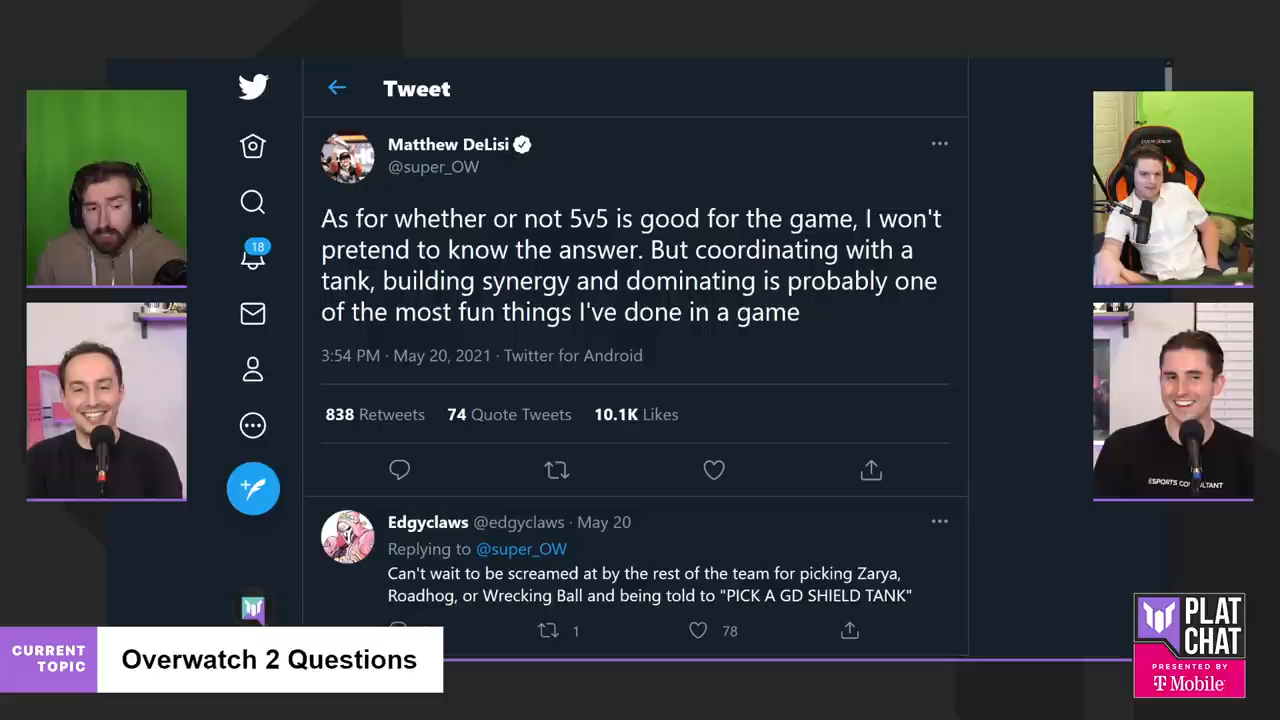 Tweet
Matthew DeLisi
@super_OW
As for whether or not 5v5 is good for the game, I won't
pretend to know the answer. But coordinating with a
tank, building synergy and dominating is probably one
of the most fun things I've done in a game
3:54 PM · May 20, 2021 · Twitter for Android
838 Retweets 74 Quote Tweets 10.1K Likes
18
Edgyclaws @edgyclaws · May 20
Replying to @super_OW
Can't wait to be screamed at by the rest of the team for picking Zarya,
Roadhog, or Wrecking Ball and being told to "PICK A GD SHIELD TANK"
1 78
CURRENT
TOPIC
Overwatch 2 Questions
PLAT
CHAT
PRESENTED BY
T Mobile